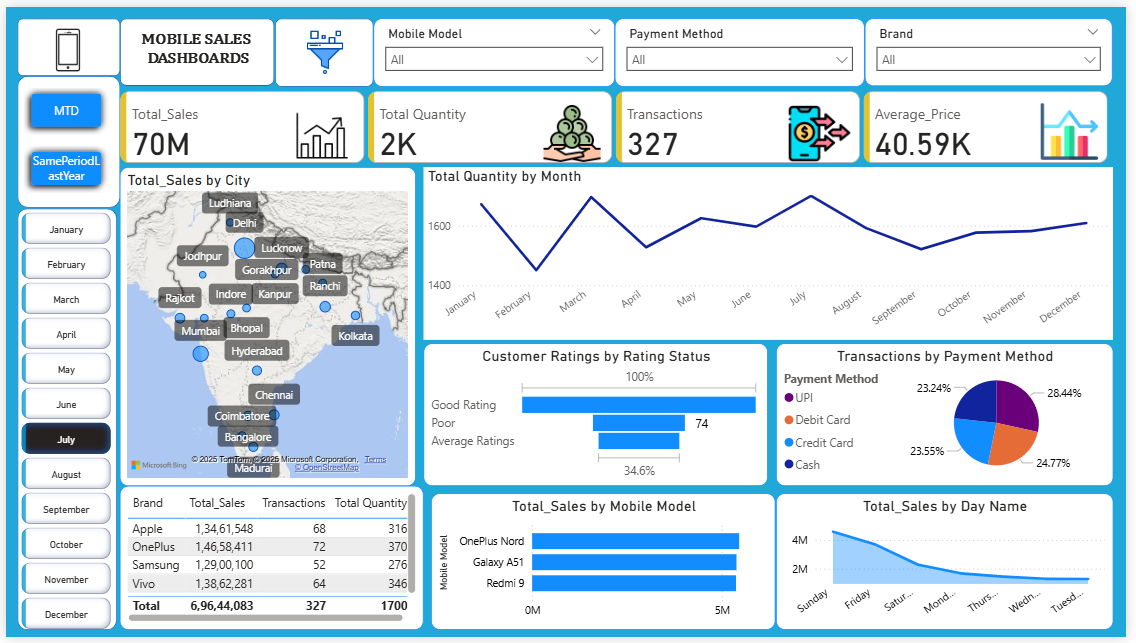 MOBILE SALES
DASHBOARDS
Mobile Model
All
Payment Method
All
Brand
All
MTD
SamePeriodL
astYear
Total_Sales
70M
Total Quantity
2K
Transactions
327
Average_Price
40.59K
January
February
March
April
May
June
July
August
September
October
November
December
Total_Sales by City
Ludhiana
Delhi
Lucknow
Jodhpur
Gorakhpur
Patna
Ranchi
Rajkot
Indore
Kanpur
Mumbai
Bhopal
Kolkata
Hyderabad
Chennai
Coimbatore
Bangalore
Madurai
Microsoft Bing
© 2025 TomTom, © 2025 Microsoft Corporation, Terms
© OpenStreetMap
Total Quantity by Month
1600
1400
January
February
March
April
May
June
July
August
September
October
November
December
Customer Ratings by Rating Status
100%
Good Rating
Poor
74
Average Ratings
34.6%
Transactions by Payment Method
Payment Method
UPI
Debit Card
Credit Card
Cash
23.24%
28.44%
23.55%
24.77%
Brand Total_Sales Transactions Total Quantity
Apple 1,34,61,548 68 316
OnePlus 1,46,58,411 72 370
Samsung 1,29,00,100 52 276
Vivo 1,38,62,281 64 346
Total 6,96,44,083 327 1700
Total_Sales by Mobile Model
Mobile Model
OnePlus Nord
Galaxy A51
Redmi 9
0M 5M
Total_Sales by Day Name
4M
2M
Sunday
Friday
Satur...
Mond...
Thurs...
Wedn...
Tuesd...